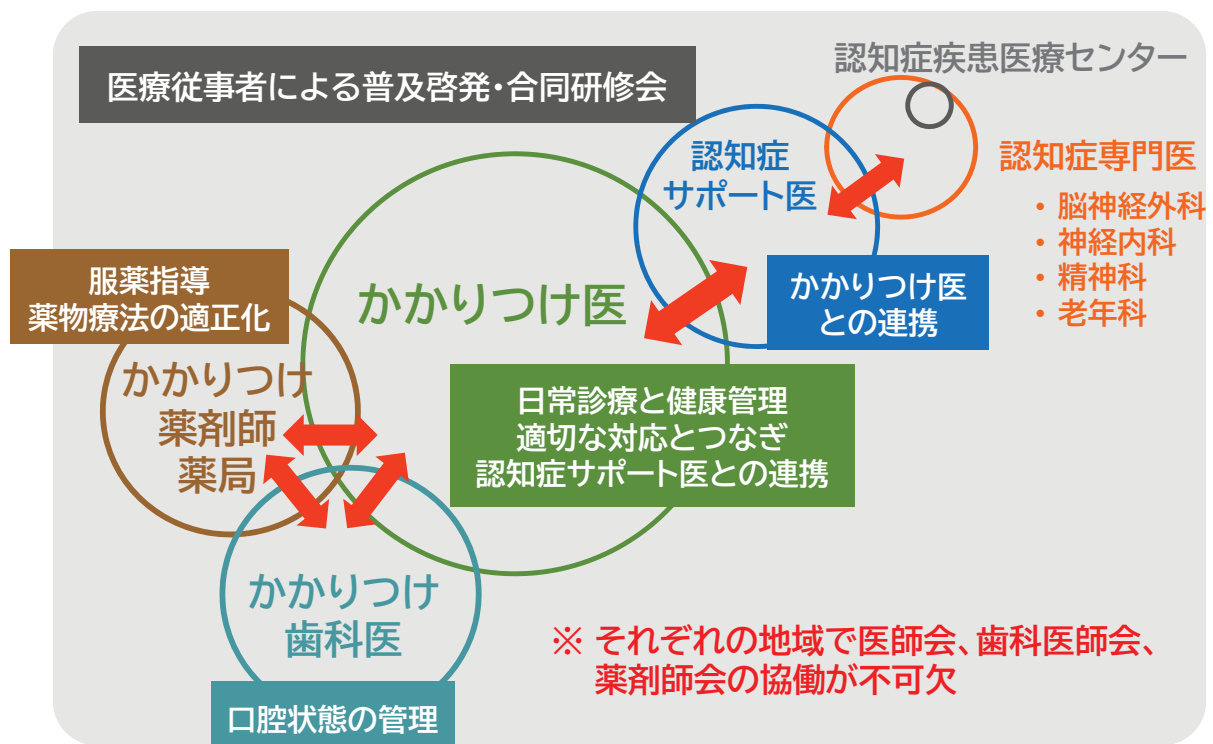 医療従事者による普及啓発・合同研修会
認知症疾患医療センター
認知症
サポート医
認知症専門医
・ 脳神経外科
・ 神経内科
・ 精神科
・ 老年科
服薬指導
薬物療法の適正化
かかりつけ医
かかりつけ医
との連携
かかりつけ
薬剤師
薬局
日常診療と健康管理
適切な対応とつなぎ
認知症サポート医との連携
かかりつけ
歯科医
口腔状態の管理
※ それぞれの地域で医師会、歯科医師会、
薬剤師会の協働が不可欠